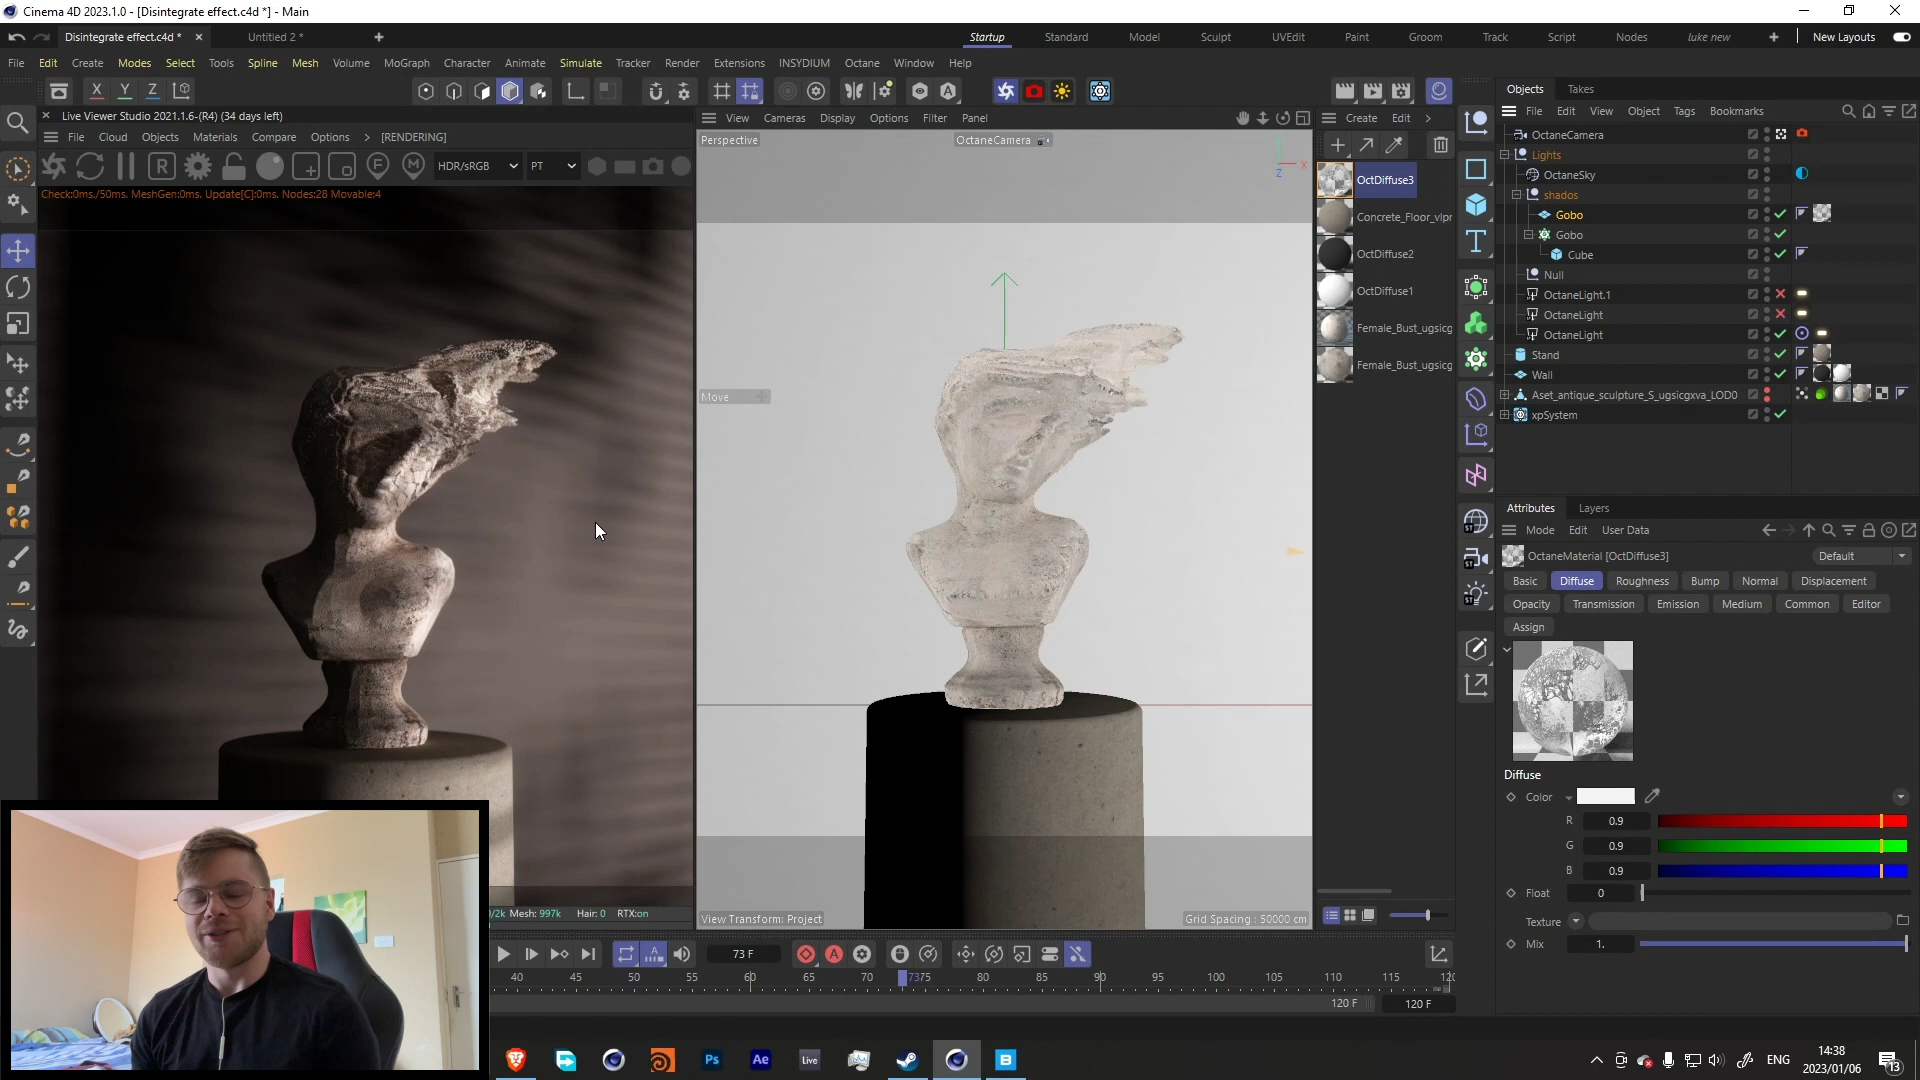 Cinema 4D 2023.1.0 - [Disintegrate effect.c4d *] - Main
Disintegrate effect.c4d *
Untitled 2 *
Startup
Standard
Model
Sculpt
UVEdit
Paint
Groom
Track
Script
Nodes
luke new
New Layouts
File
Edit
Create
Modes
Select
Tools
Spline
Mesh
Volume
MoGraph
Character
Animate
Simulate
Tracker
Render
Extensions
INSYDIUM
Octane
Window
Help
X
Y
Z
Live Viewer Studio 2021.1.6-(R4) (34 days left)
File
Cloud
Objects
Materials
Compare
Options
>
[RENDERING]
HDR/sRGB
PT
Check:0ms./50ms. MeshGen:0ms. Update[C]:0ms. Nodes:28 Movable:4
/2k Mesh: 997k Hair: 0 RTX:on
View
Cameras
Display
Options
Filter
Panel
Perspective
OctaneCamera
X
Z
Move
View Transform: Project
Grid Spacing : 50000 cm
Create
Edit
>
OctDiffuse3
Concrete_Floor_vlpr
OctDiffuse2
OctDiffuse1
Female_Bust_ugsicg
Female_Bust_ugsicg
Objects
Takes
File
Edit
View
Object
Tags
Bookmarks
OctaneCamera
Lights
OctaneSky
shados
Gobo
Gobo
Cube
Null
OctaneLight.1
OctaneLight
OctaneLight
Stand
Wall
Aset_antique_sculpture_S_ugsicgxva_LOD0
xpSystem
Attributes
Layers
Mode
Edit
User Data
OctaneMaterial [OctDiffuse3]
Default
Basic
Diffuse
Roughness
Bump
Normal
Displacement
Opacity
Transmission
Emission
Medium
Common
Editor
Assign
Diffuse
Color
R 0.9
G 0.9
B 0.9
Float 0
Texture
Mix 1.
73 F
40 45 50 55 60 65 70 7375 80 85 90 95 100 105 110 115
120 F
120 F
Ps
Ae
Live
B
ENG
14:38
2023/01/06
13